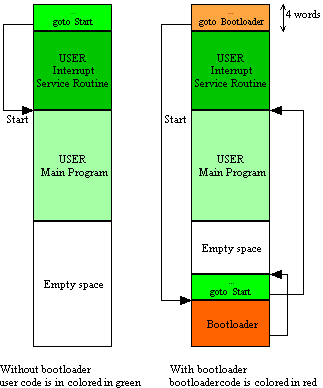 ...
goto Start
USER
Interrupt
Service Routine
Start
USER
Main Program
Empty space
Without bootloader
user code is in colored in green
...
goto Bootloader
4 words
USER
Interrupt
Service Routine
Start
USER
Main Program
Empty space
...
goto Start
Bootloader
With bootloader
bootloader code is colored in red